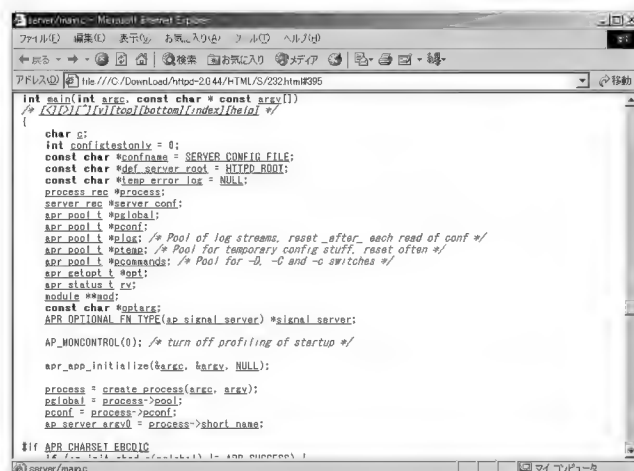 server/main.c - Microsoft Internet Explorer
ファイル(F) 編集(E) 表示(V) お気に入り(A) ツール(T) ヘルプ(H)
戻る 検索 お気に入り メディア
アドレス(D) file:///C:/DownLoad/httpd-2.0.44/HTML/S/232.html#395 移動
int main(int argc, const char * const argv[])
/* [<][>][^][v][top][bottom][index][help] */
{
char c;
int configtestonly = 0;
const char *confname = SERVER_CONFIG_FILE;
const char *def_server_root = HTTPD_ROOT;
const char *temp_error_log = NULL;
process_rec *process;
server_rec *server_conf;
apr_pool_t *pglobal;
apr_pool_t *pconf;
apr_pool_t *plog; /* Pool of log streams, reset _after_ each read of conf */
apr_pool_t *ptemp; /* Pool for temporary config stuff, reset often */
apr_pool_t *pcommands; /* Pool for -D, -C and -c switches */
apr_getopt_t *opt;
apr_status_t rv;
module **mod;
const char *optarg;
APR_OPTIONAL_FN_TYPE(ap_signal_server) *signal_server;
AP_MONCONTROL(0); /* turn off profiling of startup */
apr_app_initialize(&argc, &argv, NULL);
process = create_process(argc, argv);
pglobal = process->pool;
pconf = process->pconf;
ap_server_argv0 = process->short_name;
#if APR_CHARSET_EBCDIC
server/main.c マイ コンピュータ